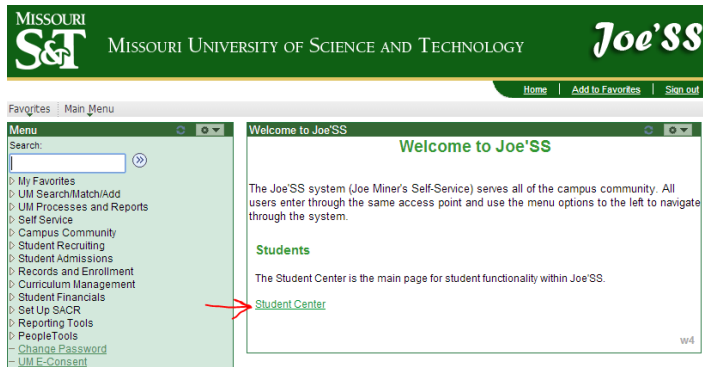 MISSOURI
S&T
MISSOURI UNIVERSITY OF SCIENCE AND TECHNOLOGY
Joe'SS
Home | Add to Favorites | Sign out
Favorites Main Menu
Menu
Search:
My Favorites
UM Search/Match/Add
UM Processes and Reports
Self Service
Campus Community
Student Recruiting
Student Admissions
Records and Enrollment
Curriculum Management
Student Financials
Set Up SACR
Reporting Tools
PeopleTools
Change Password
UM E-Consent
Welcome to Joe'SS
Welcome to Joe'SS
The Joe'SS system (Joe Miner's Self-Service) serves all of the campus community. All
users enter through the same access point and use the menu options to the left to navigate
through the system.
Students
The Student Center is the main page for student functionality within Joe'SS.
Student Center
w4